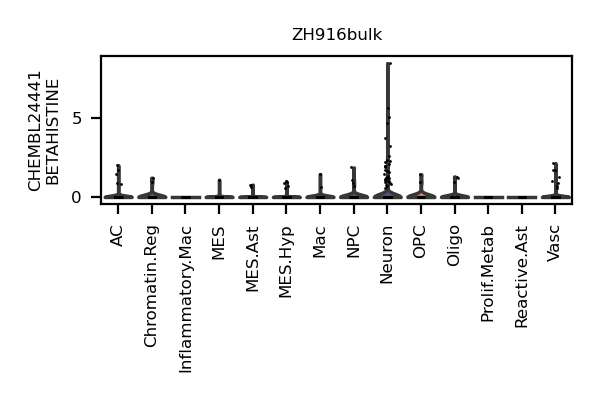 ZH916bulk
CHEMBL24441
BETAHISTINE
5
0
AC
Chromatin.Reg
Inflammatory.Mac
MES
MES.Ast
MES.Hyp
Mac
NPC
Neuron
OPC
Oligo
Prolif.Metab
Reactive.Ast
Vasc